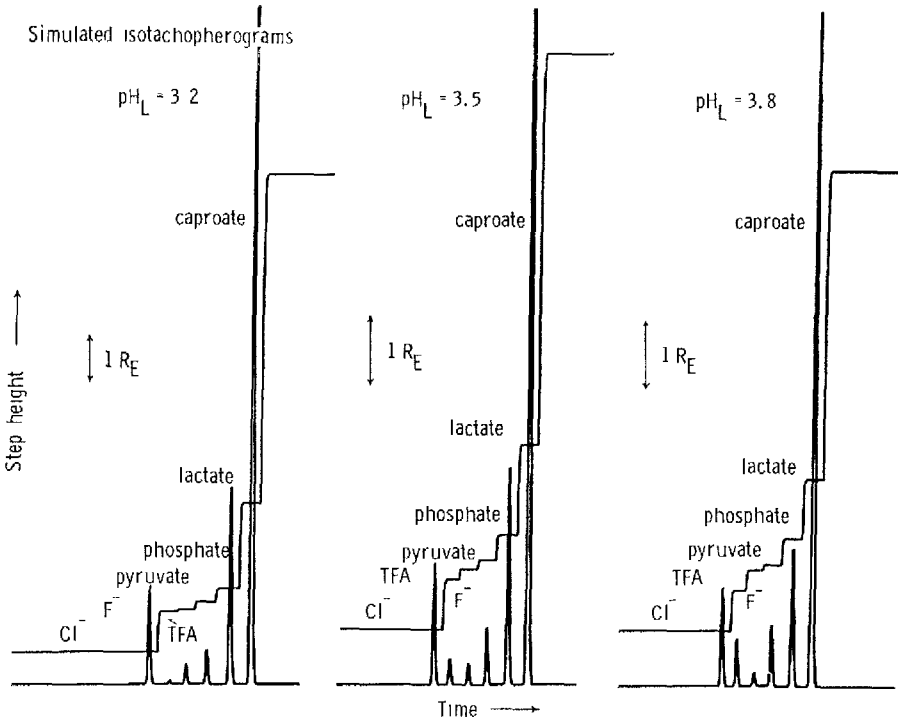 Simulated isotachopherograms
pH_L = 3 2
pH_L = 3.5
pH_L = 3.8
caproate
caproate
caproate
1 R_E
1 R_E
1 R_E
Step height
lactate
lactate
lactate
phosphate
phosphate
phosphate
pyruvate
pyruvate
pyruvate
TFA
TFA
F⁻
F⁻
F⁻
Cl⁻
Cl⁻
Cl⁻
TFA
Time